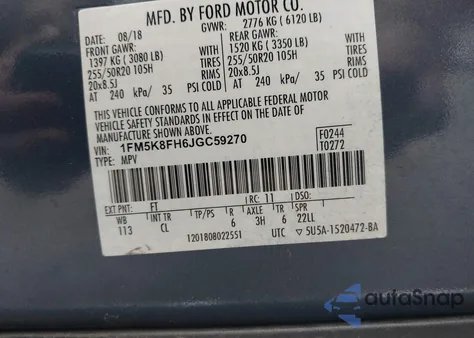 MFD. BY FORD MOTOR CO.
DATE: 08/18
GVWR: 2776 KG ( 6120 LB)
FRONT GAWR:
1397 KG ( 3080 LB)
WITH
REAR GAWR:
1520 KG ( 3350 LB)
WITH
255/50R20 105H
TIRES
255/50R20 105H
TIRES
20x8.5J
RIMS
20x8.5J
RIMS
AT 240 kPa/ 35 PSI COLD
AT 240 kPa/ 35 PSI COLD
THIS VEHICLE CONFORMS TO ALL APPLICABLE FEDERAL MOTOR
VEHICLE SAFETY STANDARDS IN EFFECT ON THE DATE OF
MANUFACTURE SHOWN ABOVE.
VIN: 1FM5K8FH6JGC59270
TYPE: MPV
F0244
T0272
EXT PNT: FT
RC: 11
DSO:
WB
INT TR
TP/PS
R
AXLE
TR
SPR
113
CL
6
3H
6
22LL
1201808022551
UTC
5U5A-1520472-BA
autoSnap